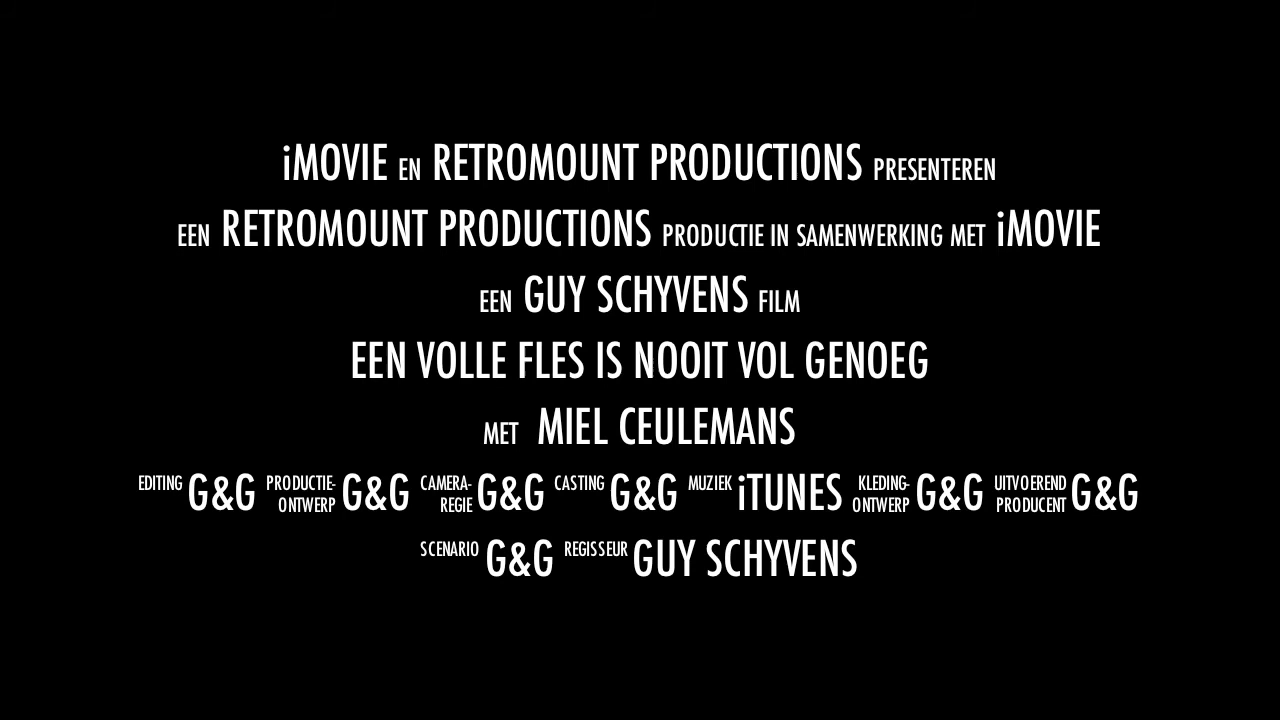 iMOVIE EN RETROMOUNT PRODUCTIONS PRESENTEREN
EEN RETROMOUNT PRODUCTIONS PRODUCTIE IN SAMENWERKING MET iMOVIE
EEN GUY SCHYVENS FILM
EEN VOLLE FLES IS NOOIT VOL GENOEG
MET MIEL CEULEMANS
EDITING G&G PRODUCTIE-ONTWERP G&G CAMERA-REGIE G&G CASTING G&G MUZIEK iTUNES KLEDING-ONTWERP G&G UITVOEREND PRODUCENT G&G
SCENARIO G&G REGISSEUR GUY SCHYVENS